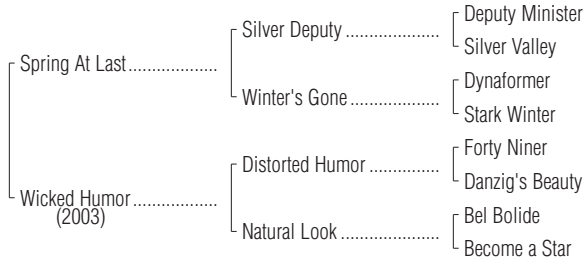 Deputy Minister
Silver Deputy ....................
Silver Valley
Spring At Last ...................
Dynaformer
Winter's Gone ...................
Stark Winter
Forty Niner
Distorted Humor ...............
Danzig's Beauty
Wicked Humor ..................
(2003)
Bel Bolide
Natural Look .....................
Become a Star